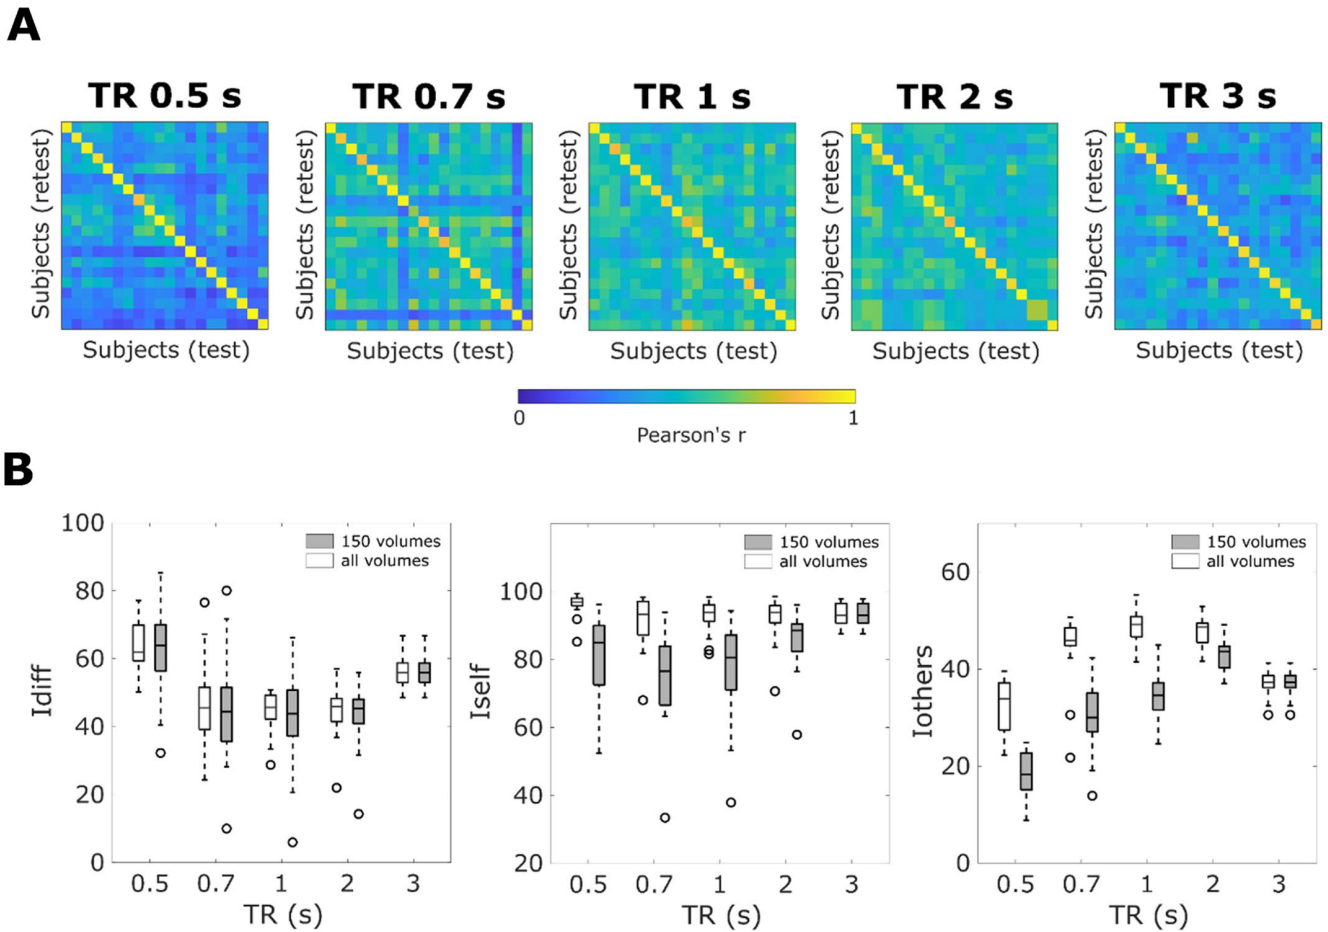 A
TR 0.5 s
TR 0.7 s
TR 1 s
TR 2 s
TR 3 s
Subjects (retest)
Subjects (retest)
Subjects (retest)
Subjects (retest)
Subjects (retest)
Subjects (test)
Subjects (test)
Subjects (test)
Subjects (test)
Subjects (test)
0
1
Pearson's r
B
Idiff
100
80
60
40
20
0
150 volumes
all volumes
0.5 0.7 1 2 3
TR (s)
Iself
100
80
60
40
20
150 volumes
all volumes
0.5 0.7 1 2 3
TR (s)
Iothers
60
40
20
0
150 volumes
all volumes
0.5 0.7 1 2 3
TR (s)